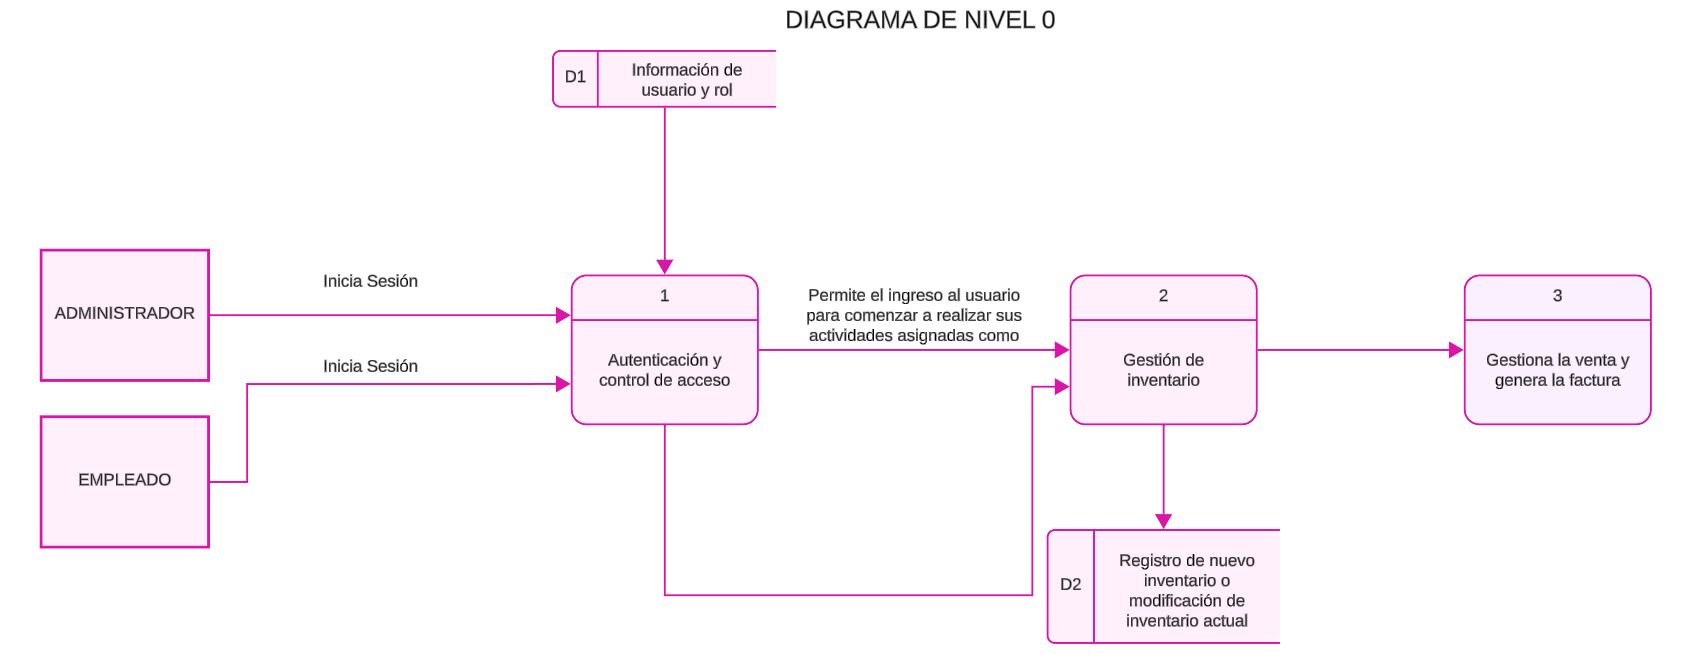 DIAGRAMA DE NIVEL 0
D1
Información de
usuario y rol
ADMINISTRADOR
Inicia Sesión
Inicia Sesión
EMPLEADO
1
Autenticación y
control de acceso
Permite el ingreso al usuario
para comenzar a realizar sus
actividades asignadas como
2
Gestión de
inventario
3
Gestiona la venta y
genera la factura
D2
Registro de nuevo
inventario o
modificación de
inventario actual